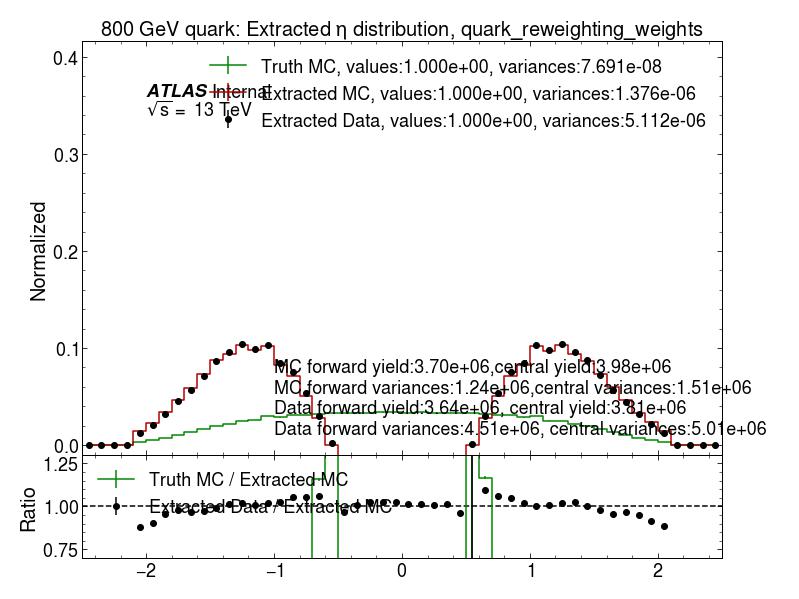 800 GeV quark: Extracted η distribution, quark_reweighting_weights
Normalized
0.4
0.3
0.2
0.1
0.0
Truth MC, values:1.000e+00, variances:7.691e-08
Extracted MC, values:1.000e+00, variances:1.376e-06
Extracted Data, values:1.000e+00, variances:5.112e-06
ATLAS Internal
√s = 13 TeV
MC forward yield:3.70e+06,central yield:3.98e+06
MC forward variances:1.24e+06,central variances:1.51e+06
Data forward yield:3.64e+06, central yield:3.81e+06
Data forward variances:4.51e+06, central variances:5.01e+06
Ratio
1.25
1.00
0.75
Truth MC / Extracted MC
Extracted Data / Extracted MC
−2 −1 0 1 2